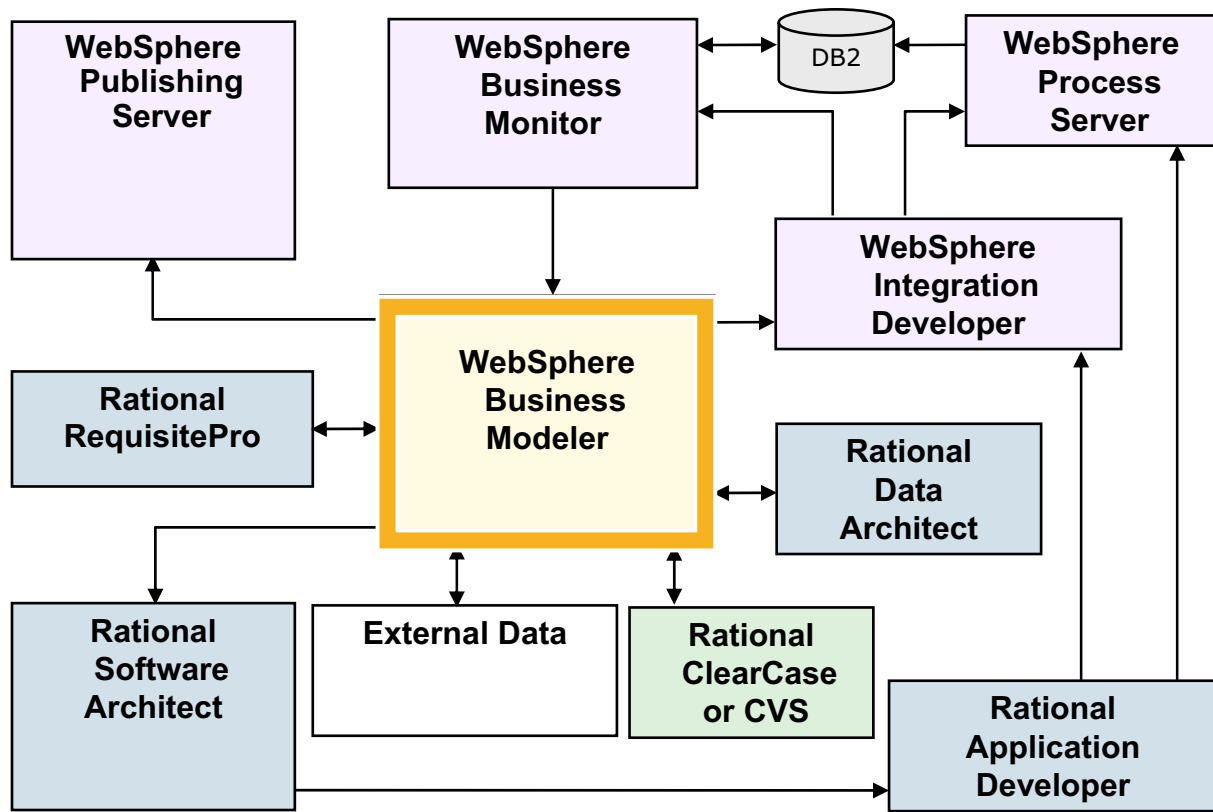 WebSphere
Publishing
Server
WebSphere
Business
Monitor
DB2
WebSphere
Process
Server
WebSphere
Integration
Developer
WebSphere
Business
Modeler
Rational
RequisitePro
Rational
Data
Architect
Rational
Software
Architect
External Data
Rational
ClearCase
or CVS
Rational
Application
Developer